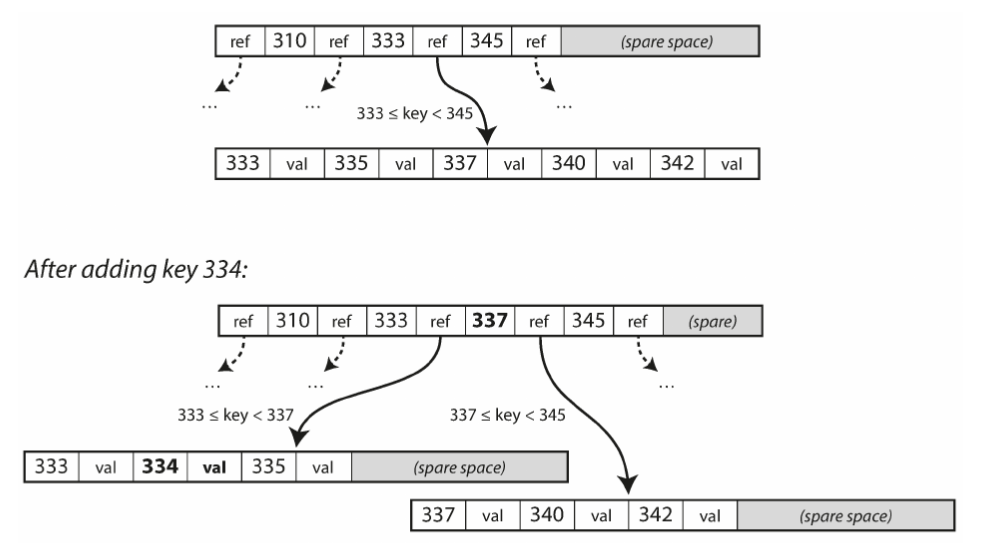 ref 310 ref 333 ref 345 ref (spare space)
... ... ...
333 ≤ key < 345
333 val 335 val 337 val 340 val 342 val
After adding key 334:
ref 310 ref 333 ref 337 ref 345 ref (spare)
... ... ...
333 ≤ key < 337 337 ≤ key < 345
333 val 334 val 335 val (spare space)
337 val 340 val 342 val (spare space)